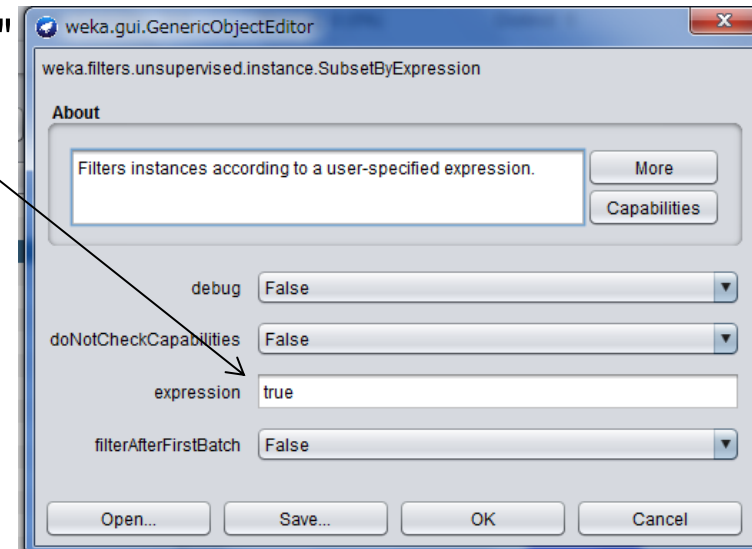 "
weka.gui.GenericObjectEditor
weka.filters.unsupervised.instance.SubsetByExpression
About
Filters instances according to a user-specified expression.
More
Capabilities
debug False
doNotCheckCapabilities False
expression true
filterAfterFirstBatch False
Open... Save... OK Cancel